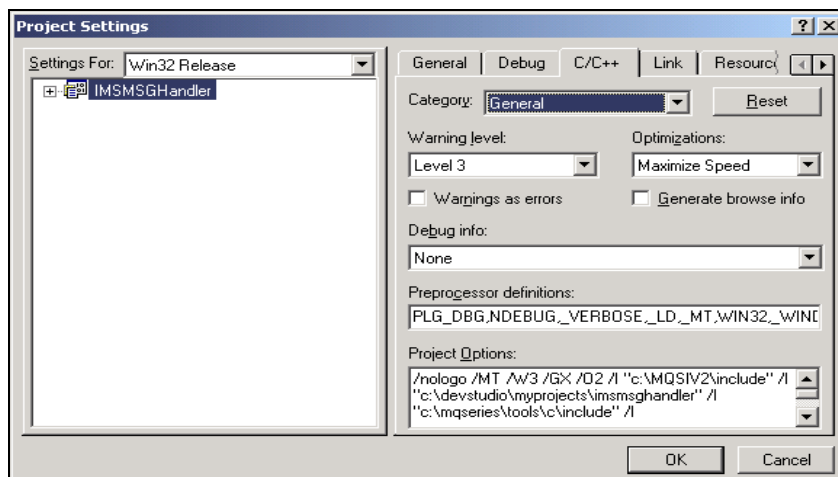 Project Settings
Settings For: Win32 Release
IMSMSGHandler
General Debug C/C++ Link Resourc
Category: General Reset
Warning level: Optimizations:
Level 3 Maximize Speed
Warnings as errors Generate browse info
Debug info:
None
Preprocessor definitions:
PLG_DBG,NDEBUG,_VERBOSE,_LD,_MT,WIN32,_WIND
Project Options:
/nologo /MT /W3 /GX /O2 /I "c:\MQSIV2\include" /I
"c:\devstudio\myprojects\imsmsghandler" /I
"c:\mqseries\tools\c\include" /I
OK Cancel